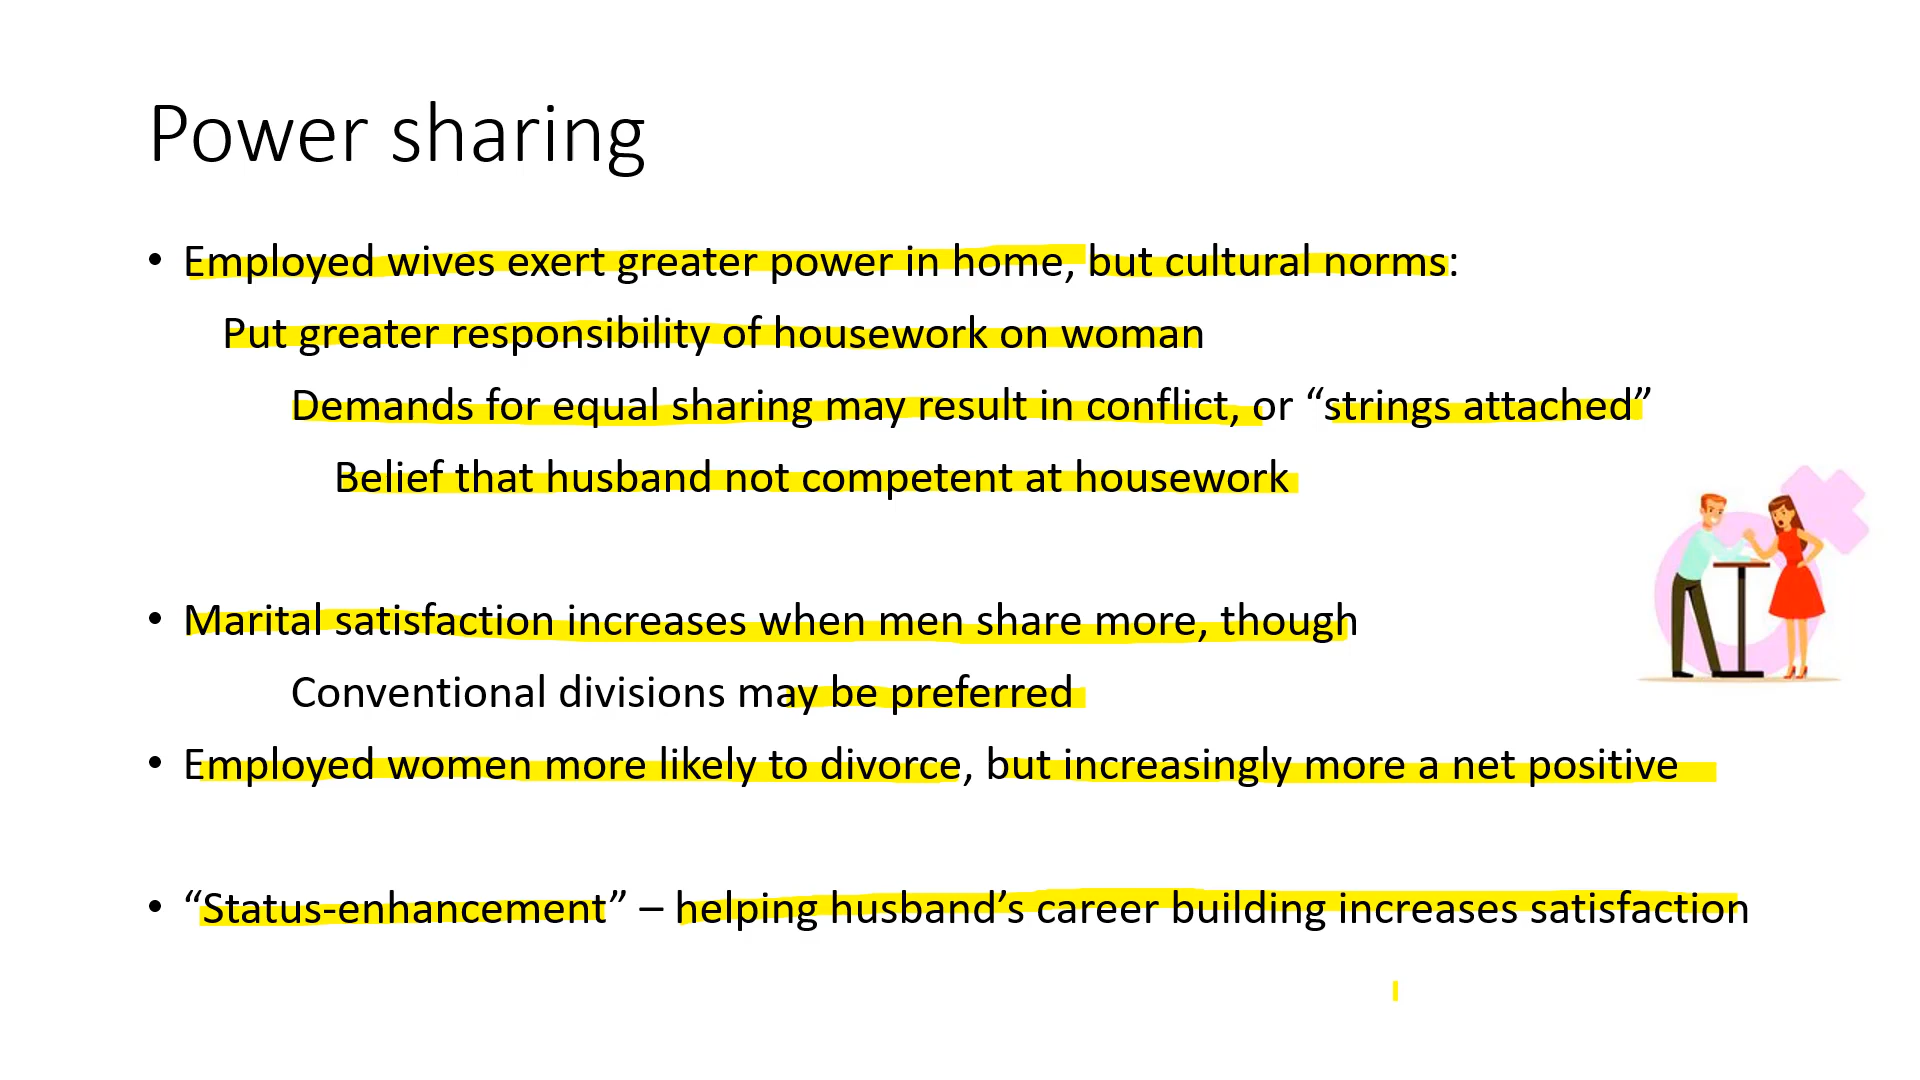 Power sharing
• Employed wives exert greater power in home, but cultural norms:
Put greater responsibility of housework on woman
Demands for equal sharing may result in conflict, or “strings attached”
Belief that husband not competent at housework
• Marital satisfaction increases when men share more, though
Conventional divisions may be preferred
• Employed women more likely to divorce, but increasingly more a net positive
• “Status-enhancement” – helping husband’s career building increases satisfaction